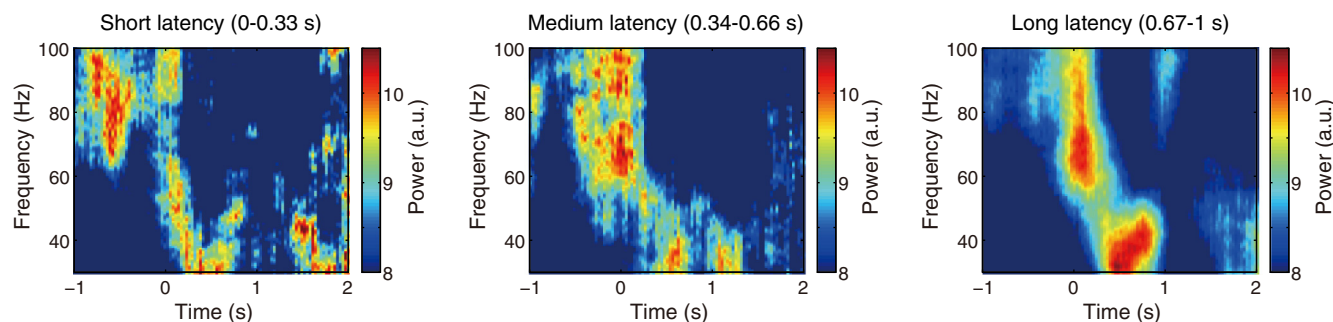 Short latency (0-0.33 s)
Frequency (Hz)
100
80
60
40
−1
0
1
2
Time (s)
10
9
8
Power (a.u.)
Medium latency (0.34-0.66 s)
Frequency (Hz)
100
80
60
40
−1
0
1
2
Time (s)
10
9
8
Power (a.u.)
Long latency (0.67-1 s)
Frequency (Hz)
100
80
60
40
−1
0
1
2
Time (s)
10
9
8
Power (a.u.)